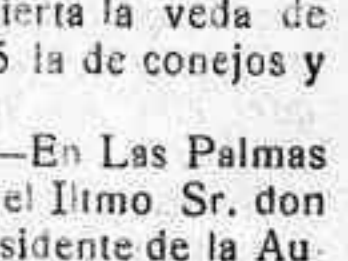 ierta la veda de
5 la de conejos y
—En Las Palmas
el Iltmo. Sr. don
sidente de la Au-